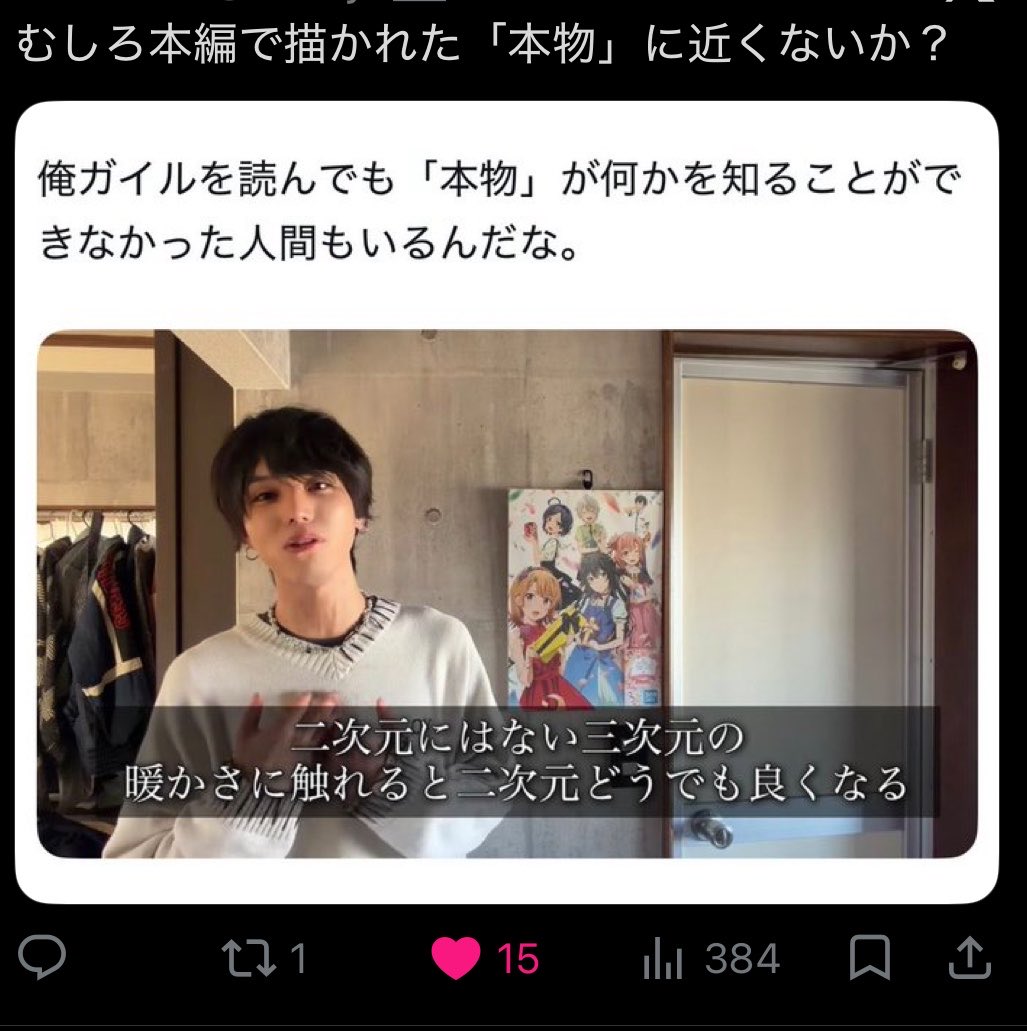 むしろ本編で描かれた「本物」に近くないか？
俺ガイルを読んでも「本物」が何かを知ることがで
きなかった人間もいるんだな。
二次元にはない三次元の
暖かさに触れると二次元どうでも良くなる
1
15
384